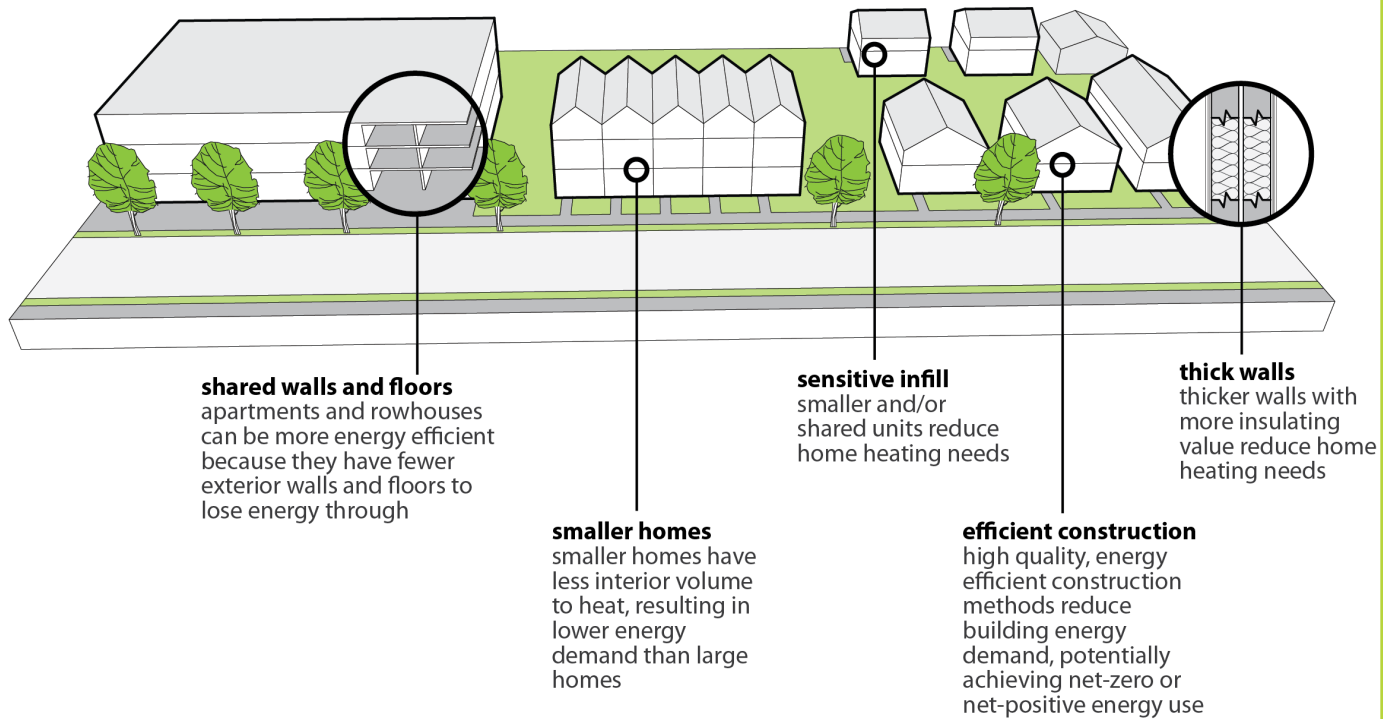 shared walls and floors
apartments and rowhouses
can be more energy efficient
because they have fewer
exterior walls and floors to
lose energy through
smaller homes
smaller homes have
less interior volume
to heat, resulting in
lower energy
demand than large
homes
sensitive infill
smaller and/or
shared units reduce
home heating needs
efficient construction
high quality, energy
efficient construction
methods reduce
building energy
demand, potentially
achieving net-zero or
net-positive energy use
thick walls
thicker walls with
more insulating
value reduce home
heating needs